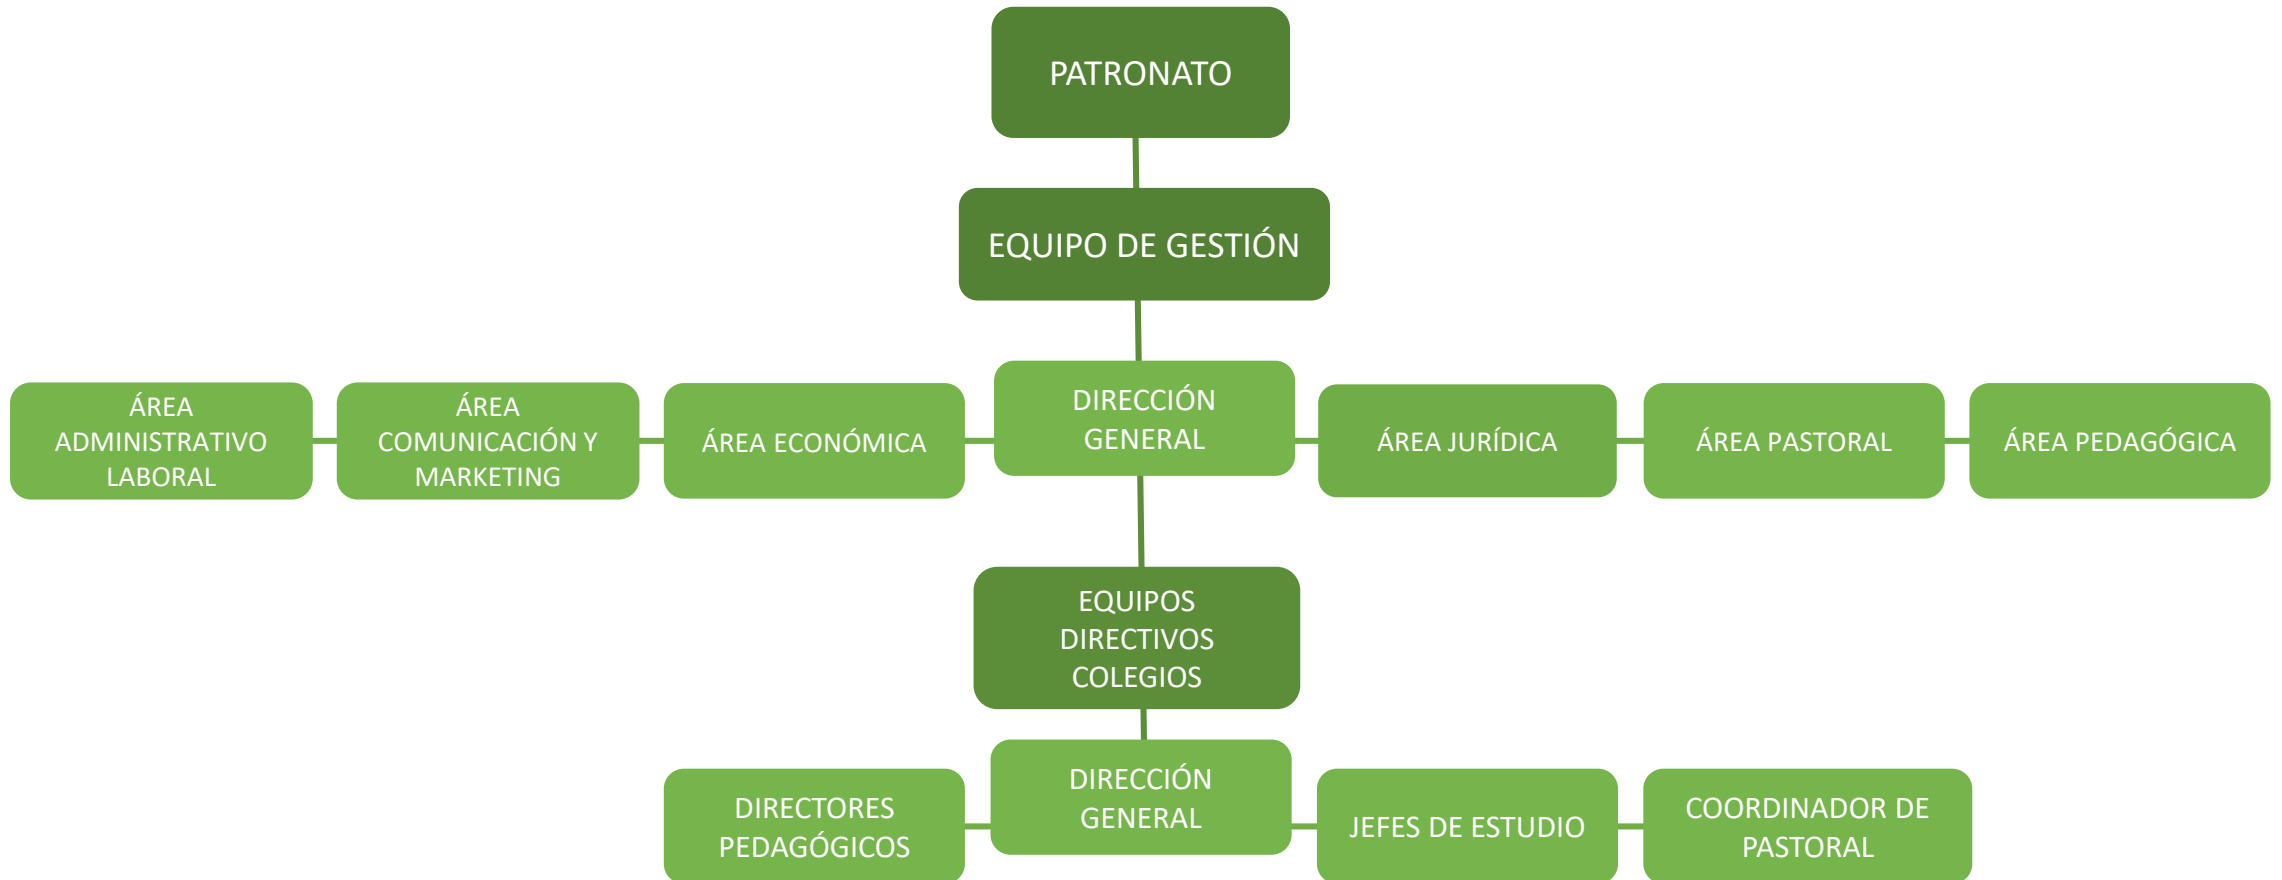 PATRONATO
EQUIPO DE GESTIÓN
ÁREA
ADMINISTRATIVO
LABORAL
ÁREA
COMUNICACIÓN Y
MARKETING
ÁREA ECONÓMICA
DIRECCIÓN
GENERAL
ÁREA JURÍDICA
ÁREA PASTORAL
ÁREA PEDAGÓGICA
EQUIPOS
DIRECTIVOS
COLEGIOS
DIRECTORES
PEDAGÓGICOS
DIRECCIÓN
GENERAL
JEFES DE ESTUDIO
COORDINADOR DE
PASTORAL